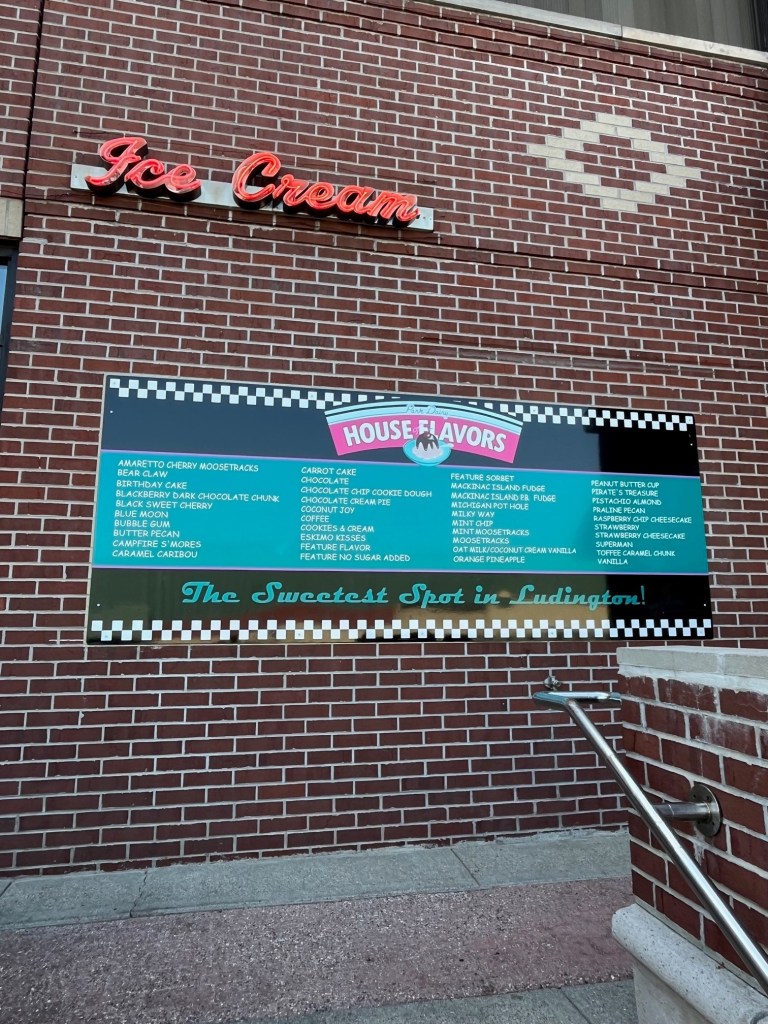 Ice Cream
Park Dairy
HOUSE OF FLAVORS
AMARETTO CHERRY MOOSETRACKS
BEAR CLAW
BIRTHDAY CAKE
BLACKBERRY DARK CHOCOLATE CHUNK
BLACK SWEET CHERRY
BLUE MOON
BUBBLE GUM
BUTTER PECAN
CAMPFIRE S'MORES
CARAMEL CARIBOU
CARROT CAKE
CHOCOLATE
CHOCOLATE CHIP COOKIE DOUGH
CHOCOLATE CREAM PIE
COCONUT JOY
COFFEE
COOKIES & CREAM
ESKIMO KISSES
FEATURE FLAVOR
FEATURE NO SUGAR ADDED
FEATURE SORBET
MACKINAC ISLAND FUDGE
MACKINAC ISLAND P.B. FUDGE
MICHIGAN POT HOLE
MILKY WAY
MINT CHIP
MINT MOOSETRACKS
MOOSETRACKS
OAT MILK/COCONUT CREAM VANILLA
ORANGE PINEAPPLE
PEANUT BUTTER CUP
PIRATE'S TREASURE
PISTACHIO ALMOND
PRALINE PECAN
RASPBERRY CHIP CHEESECAKE
STRAWBERRY
STRAWBERRY CHEESECAKE
SUPERMAN
TOFFEE CARAMEL CHUNK
VANILLA
The Sweetest Spot in Ludington!